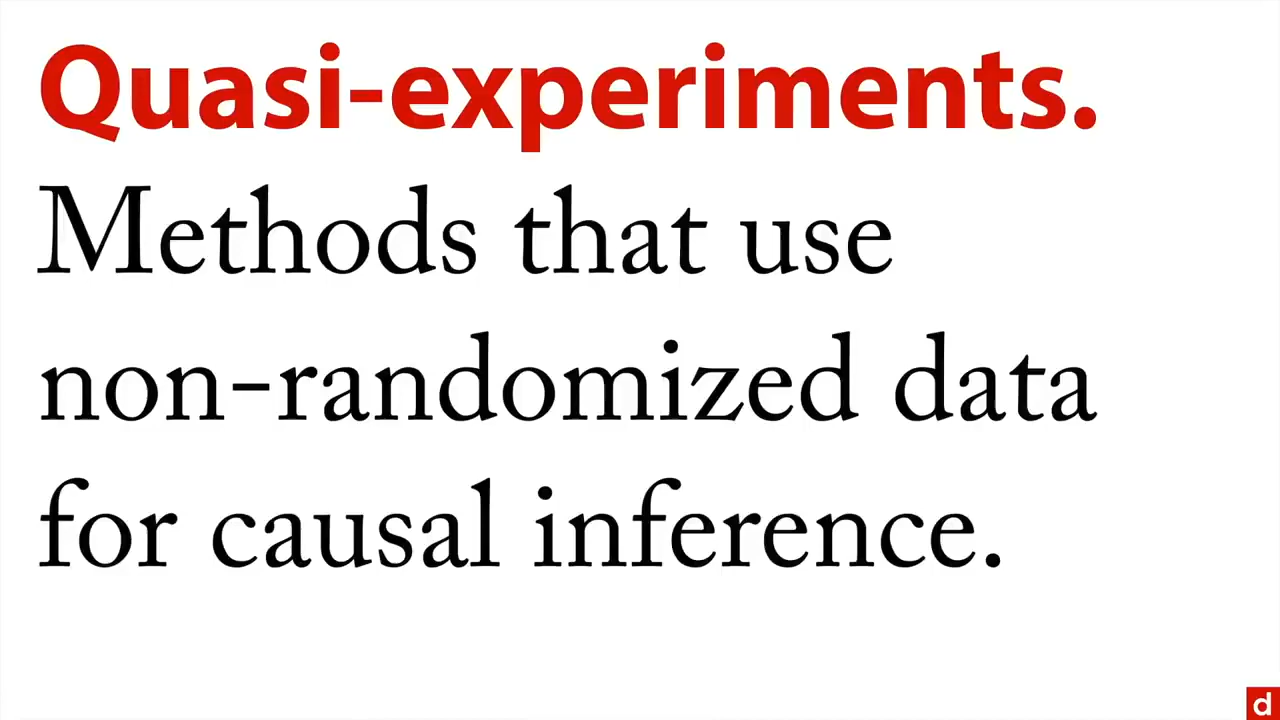 Quasi-experiments.
Methods that use
non-randomized data
for causal inference.
d